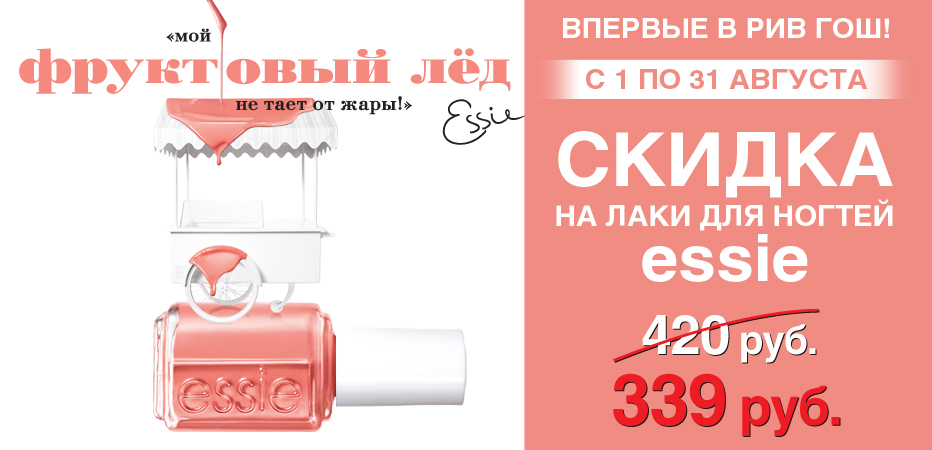 «мой
фруктовый лёд
не тает от жары!»
Essie
essie
ВПЕРВЫЕ В РИВ ГОШ!
С 1 ПО 31 АВГУСТА
СКИДКА
НА ЛАКИ ДЛЯ НОГТЕЙ
essie
420 руб.
339 руб.